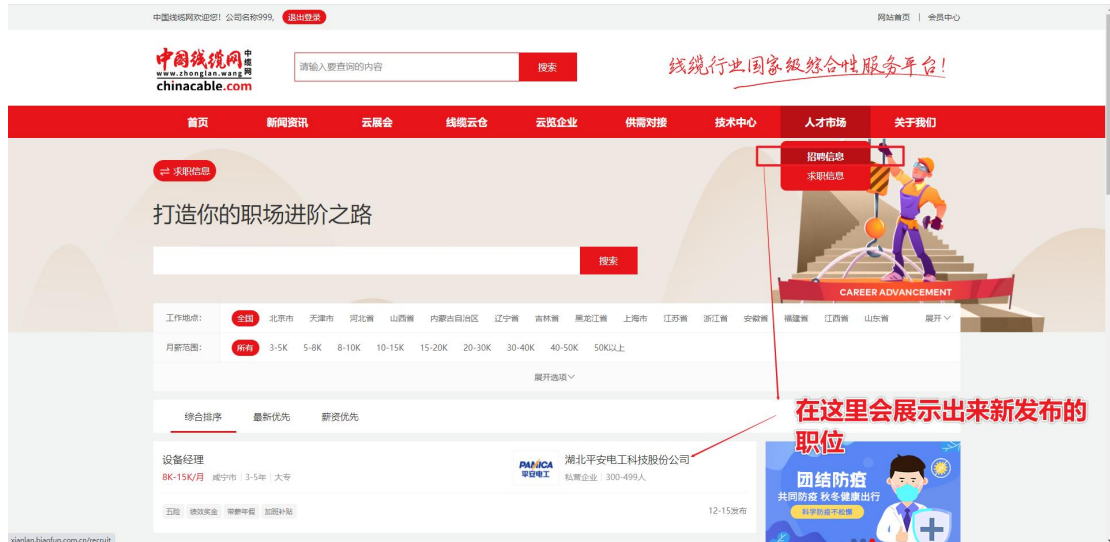 中国线缆网欢迎您！公司名称999, 退出登录 网站首页 | 会员中心
中国线缆网 中缆网
www.zhonglan.wang
chinacable.com
请输入要查询的内容 搜索
线缆行业国家级综合性服务平台！
首页 新闻资讯 云展会 线缆云仓 云览企业 供需对接 技术中心 人才市场 关于我们
招聘信息
求职信息
⇌ 求职信息
打造你的职场进阶之路
搜索
CAREER ADVANCEMENT
工作地点： 全国 北京市 天津市 河北省 山西省 内蒙古自治区 辽宁省 吉林省 黑龙江省 上海市 江苏省 浙江省 安徽省 福建省 江西省 山东省 展开
月薪范围： 所有 3-5K 5-8K 8-10K 10-15K 15-20K 20-30K 30-40K 40-50K 50K以上
展开选项
综合排序 最新优先 薪资优先
在这里会展示出来新发布的
职位
设备经理
8K-15K/月 咸宁市 | 3-5年 | 大专
PAMICA
平安电工
湖北平安电工科技股份公司
私营企业 | 300-499人
五险 绩效奖金 带薪年假 加班补贴 12-15发布
团结防疫
共同防疫 秋冬健康出行
科学防疫不松懈
xianlan.biaofun.com.cn/recruit